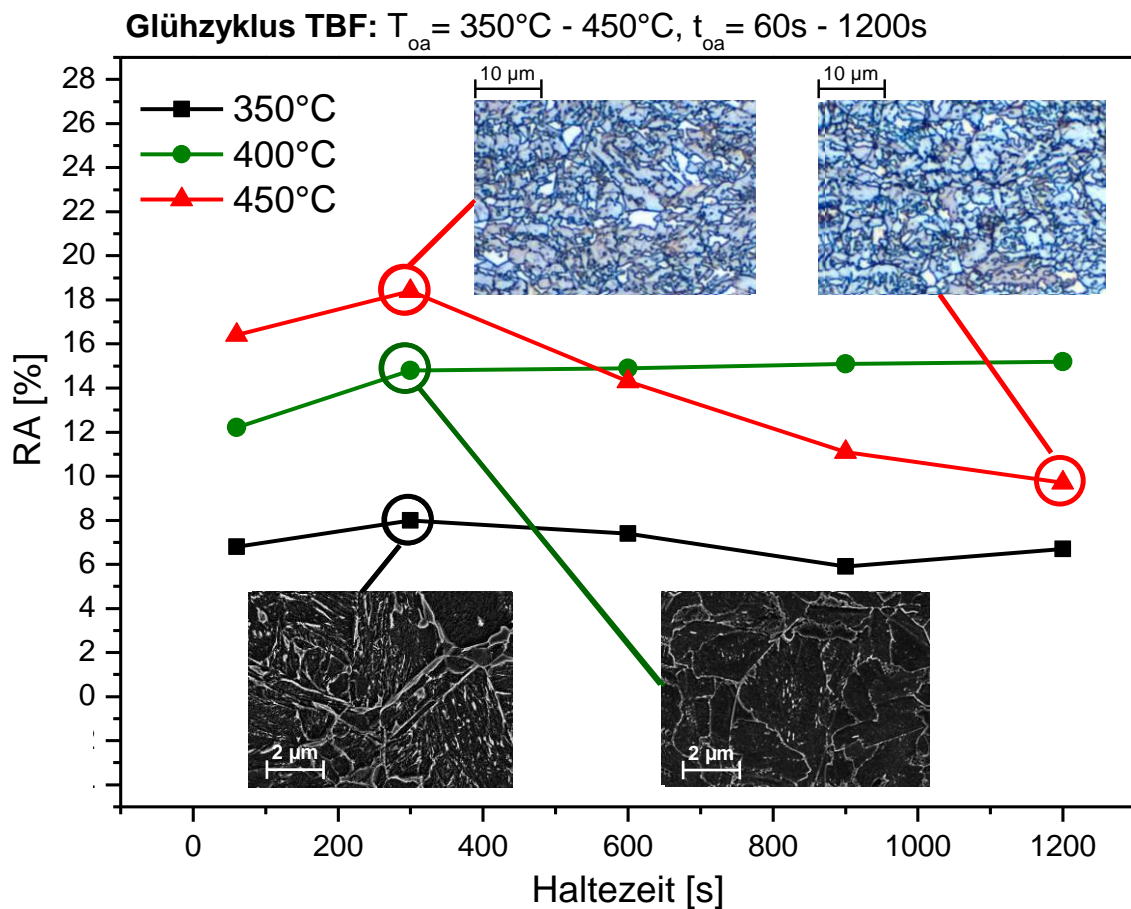 Glühzyklus TBF: T_oa= 350°C - 450°C, t_oa= 60s - 1200s
10 µm
10 µm
350°C
400°C
450°C
28
26
24
22
20
18
16
14
12
10
8
6
4
2
0
RA [%]
2 µm
2 µm
0
200
400
600
800
1000
1200
Haltezeit [s]